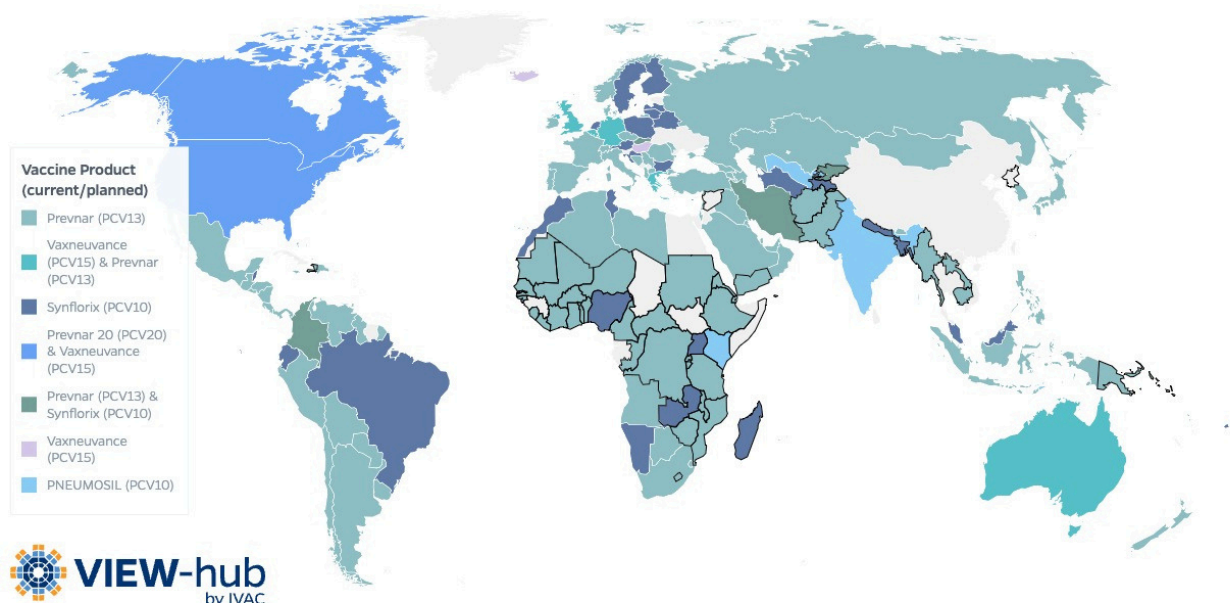 Vaccine Product
(current/planned)
Prevnar (PCV13)
Vaxneuvance
(PCV15) & Prevnar
(PCV13)
Synflorix (PCV10)
Prevnar 20 (PCV20)
& Vaxneuvance
(PCV15)
Prevnar (PCV13) &
Synflorix (PCV10)
Vaxneuvance
(PCV15)
PNEUMOSIL (PCV10)
VIEW-hub
by IVAC